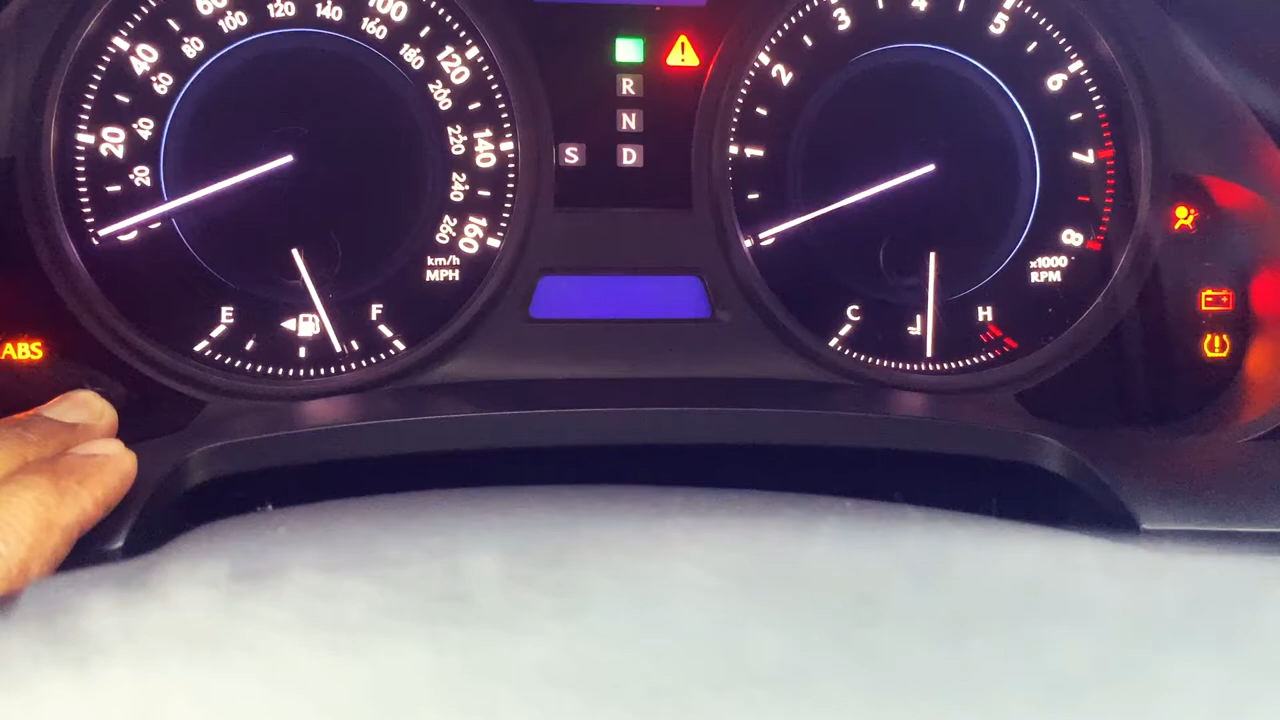 20 40 60 100 120 140 160
20 40 60 80 100 120 140 160 180 200 220 240 260
km/h
MPH
E F
R
N
S D
1 2 3 4 5 6 7 8
x1000
RPM
C H
ABS